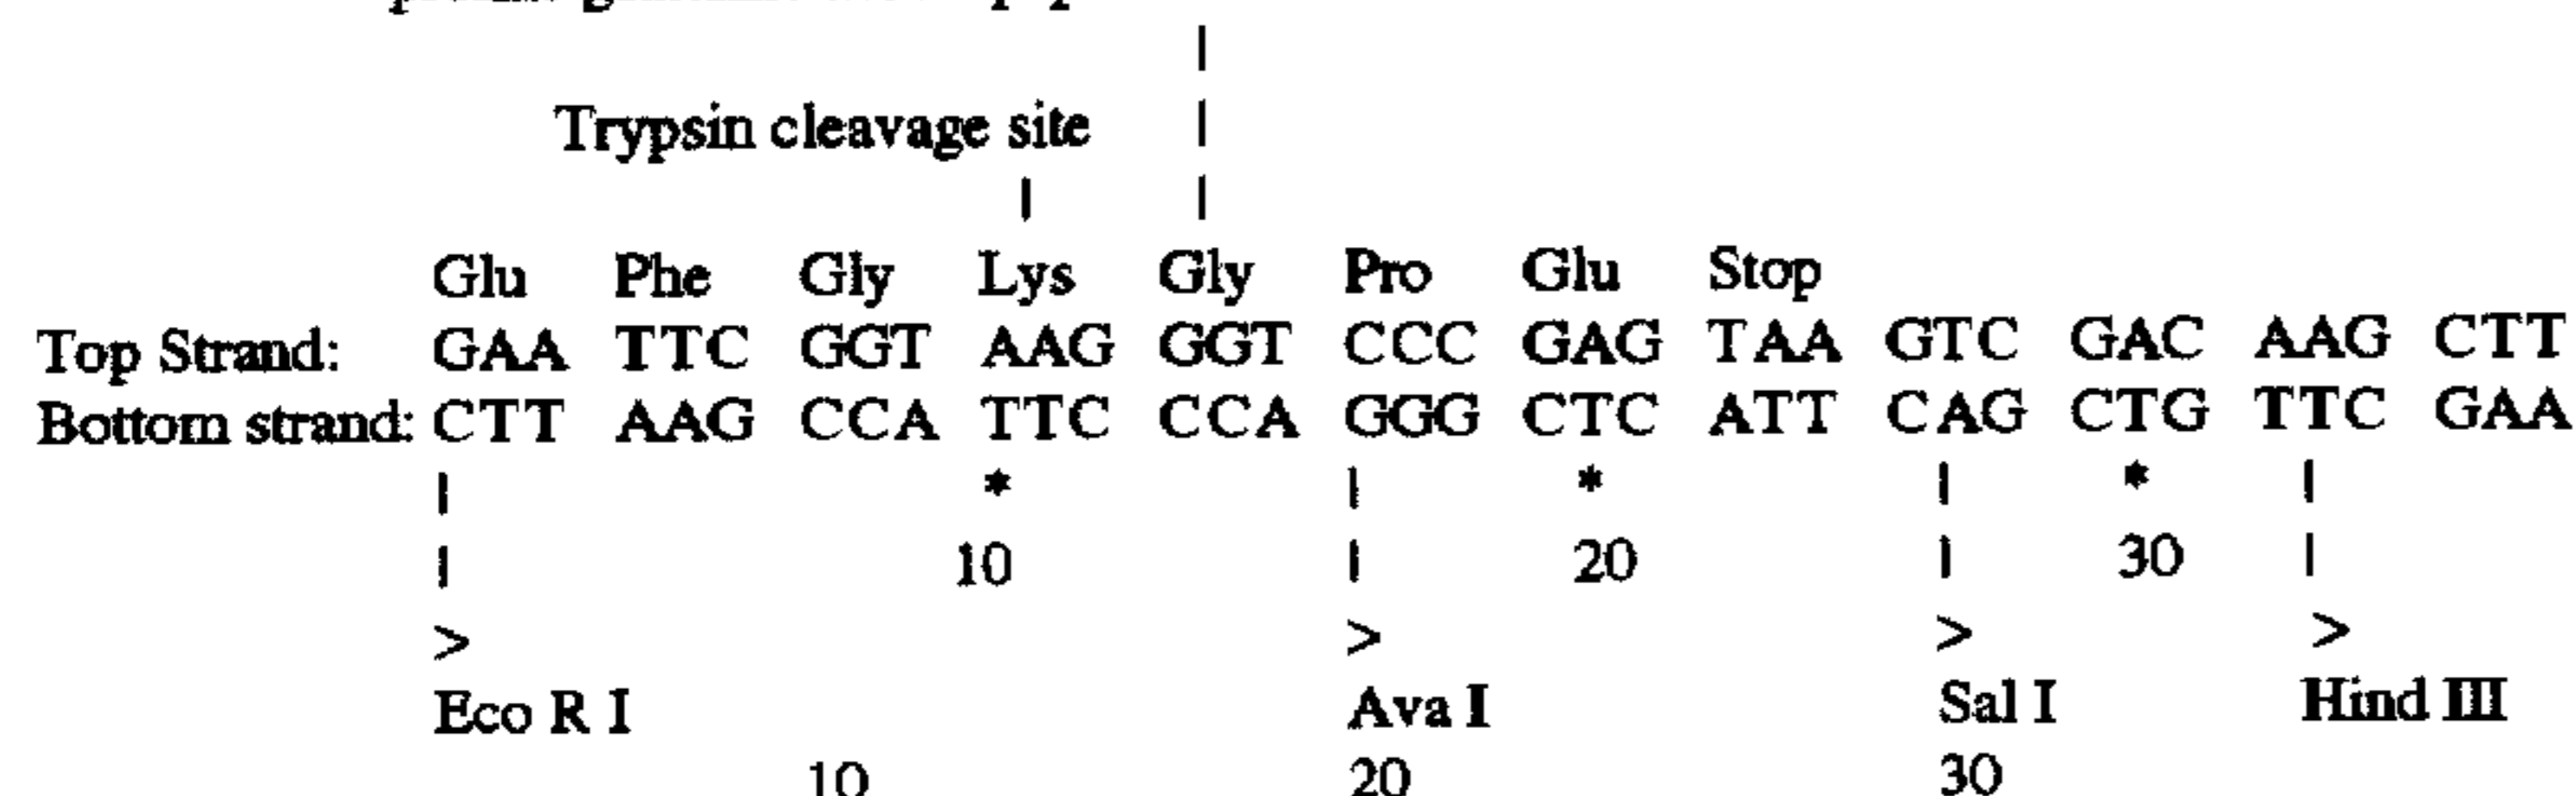 Trypsin cleavage site
Glu Phe Gly Lys Gly Pro Glu Stop
Top Strand: GAA TTC GGT AAG GGT CCC GAG TAA GTC GAC AAG CTT
Bottom strand: CTT AAG CCA TTC CCA GGG CTC ATT CAG CTG TTC GAA
* * *
10 20 30
> > > >
Eco R I Ava I Sal I Hind III
10 20 30